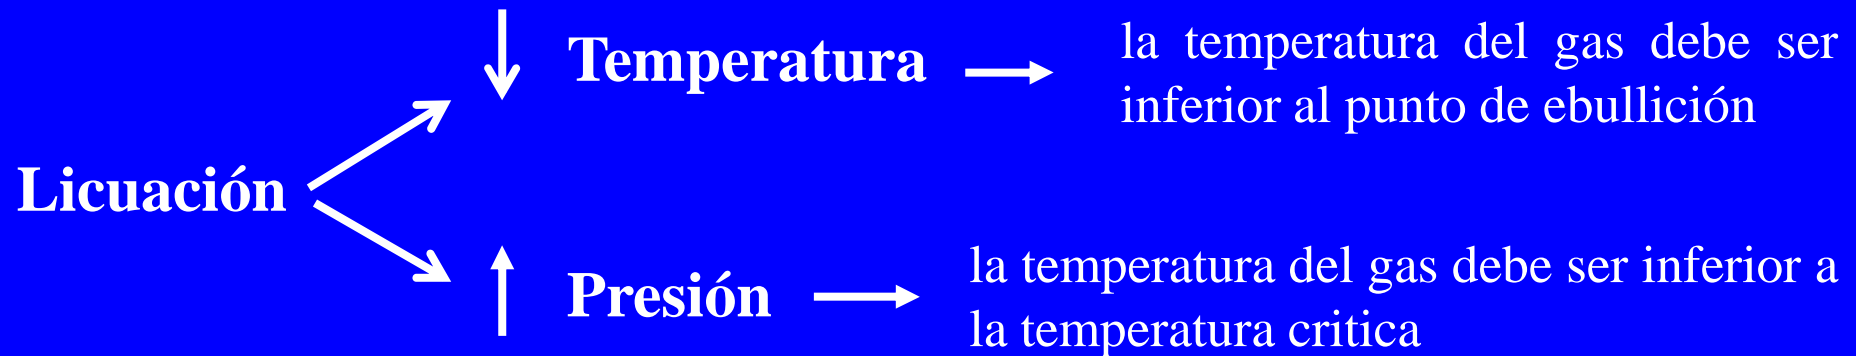 Temperatura
la temperatura del gas debe ser
inferior al punto de ebullición
Licuación
Presión
la temperatura del gas debe ser inferior a
la temperatura critica